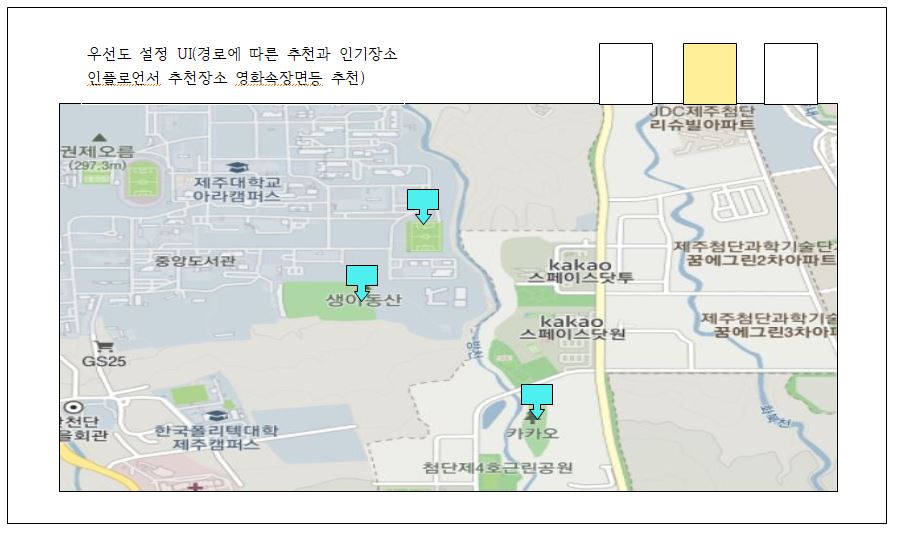 우선도 설정 UI(경로에 따른 추천과 인기장소
인플로언서 추천장소 영화속장면등 추천)
JDC제주첨단
리슈빌아파트
권제오름
(297.3m)
제주대학교
아라캠퍼스
중앙도서관
kakao
스페이스닷투
제주첨단과학기술단
꿈에그린2차아파트
생이동산
kakao
스페이스닷원
제주첨단과학기술
꿈에그린3차아파
방천
GS25
화북천
한국폴리텍대학
제주캠퍼스
카카오
천단
을회관
첨단제4호근린공원